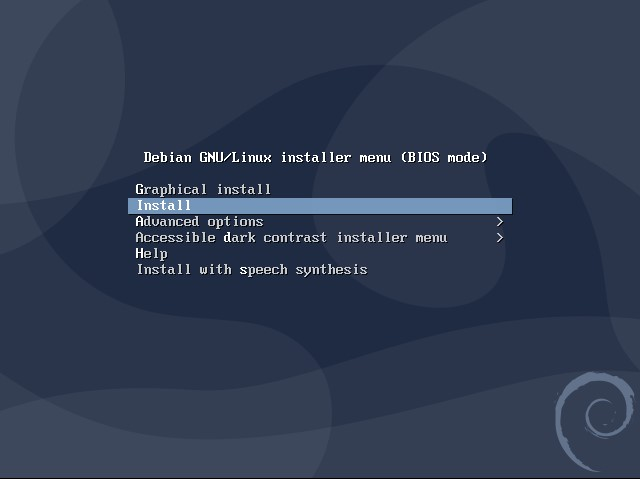 Debian GNU/Linux installer menu (BIOS mode)
Graphical install
Install
Advanced options >
Accessible dark contrast installer menu >
Help
Install with speech synthesis